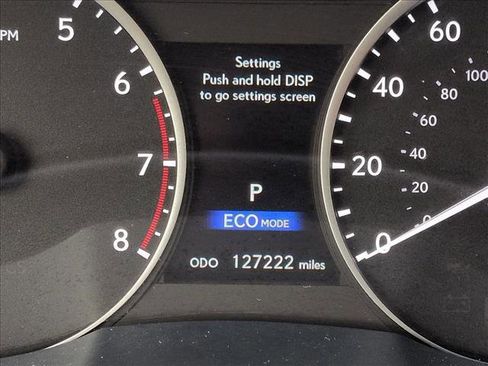 PM
5
6
7
8
Settings
Push and hold DISP
to go settings screen
P
ECO MODE
ODO 127222 miles
60
40
20
0
100
80
60
40
20
0